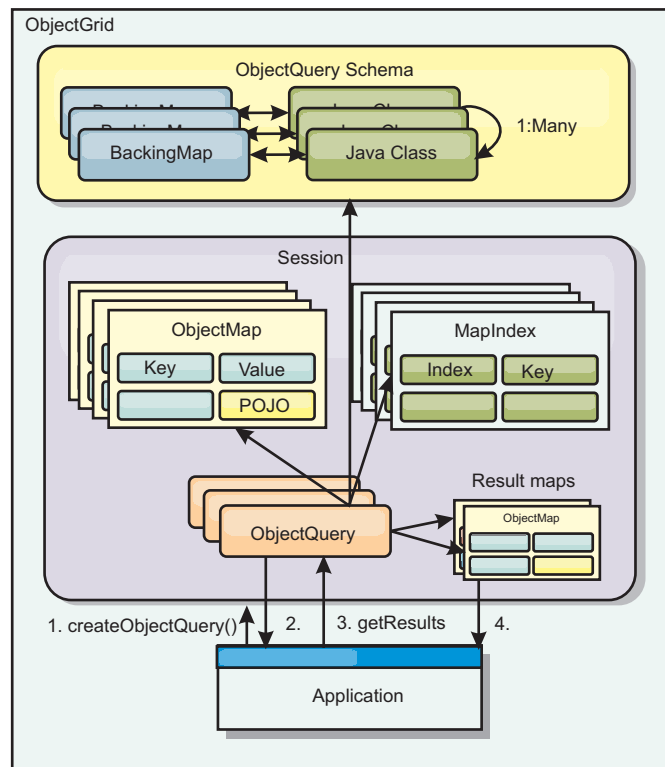 ObjectGrid
ObjectQuery Schema
BackingMap
Java Class
1:Many
Session
ObjectMap
Key
Value
POJO
MapIndex
Index
Key
Result maps
ObjectMap
ObjectQuery
1. createObjectQuery()
2.
3. getResults
4.
Application